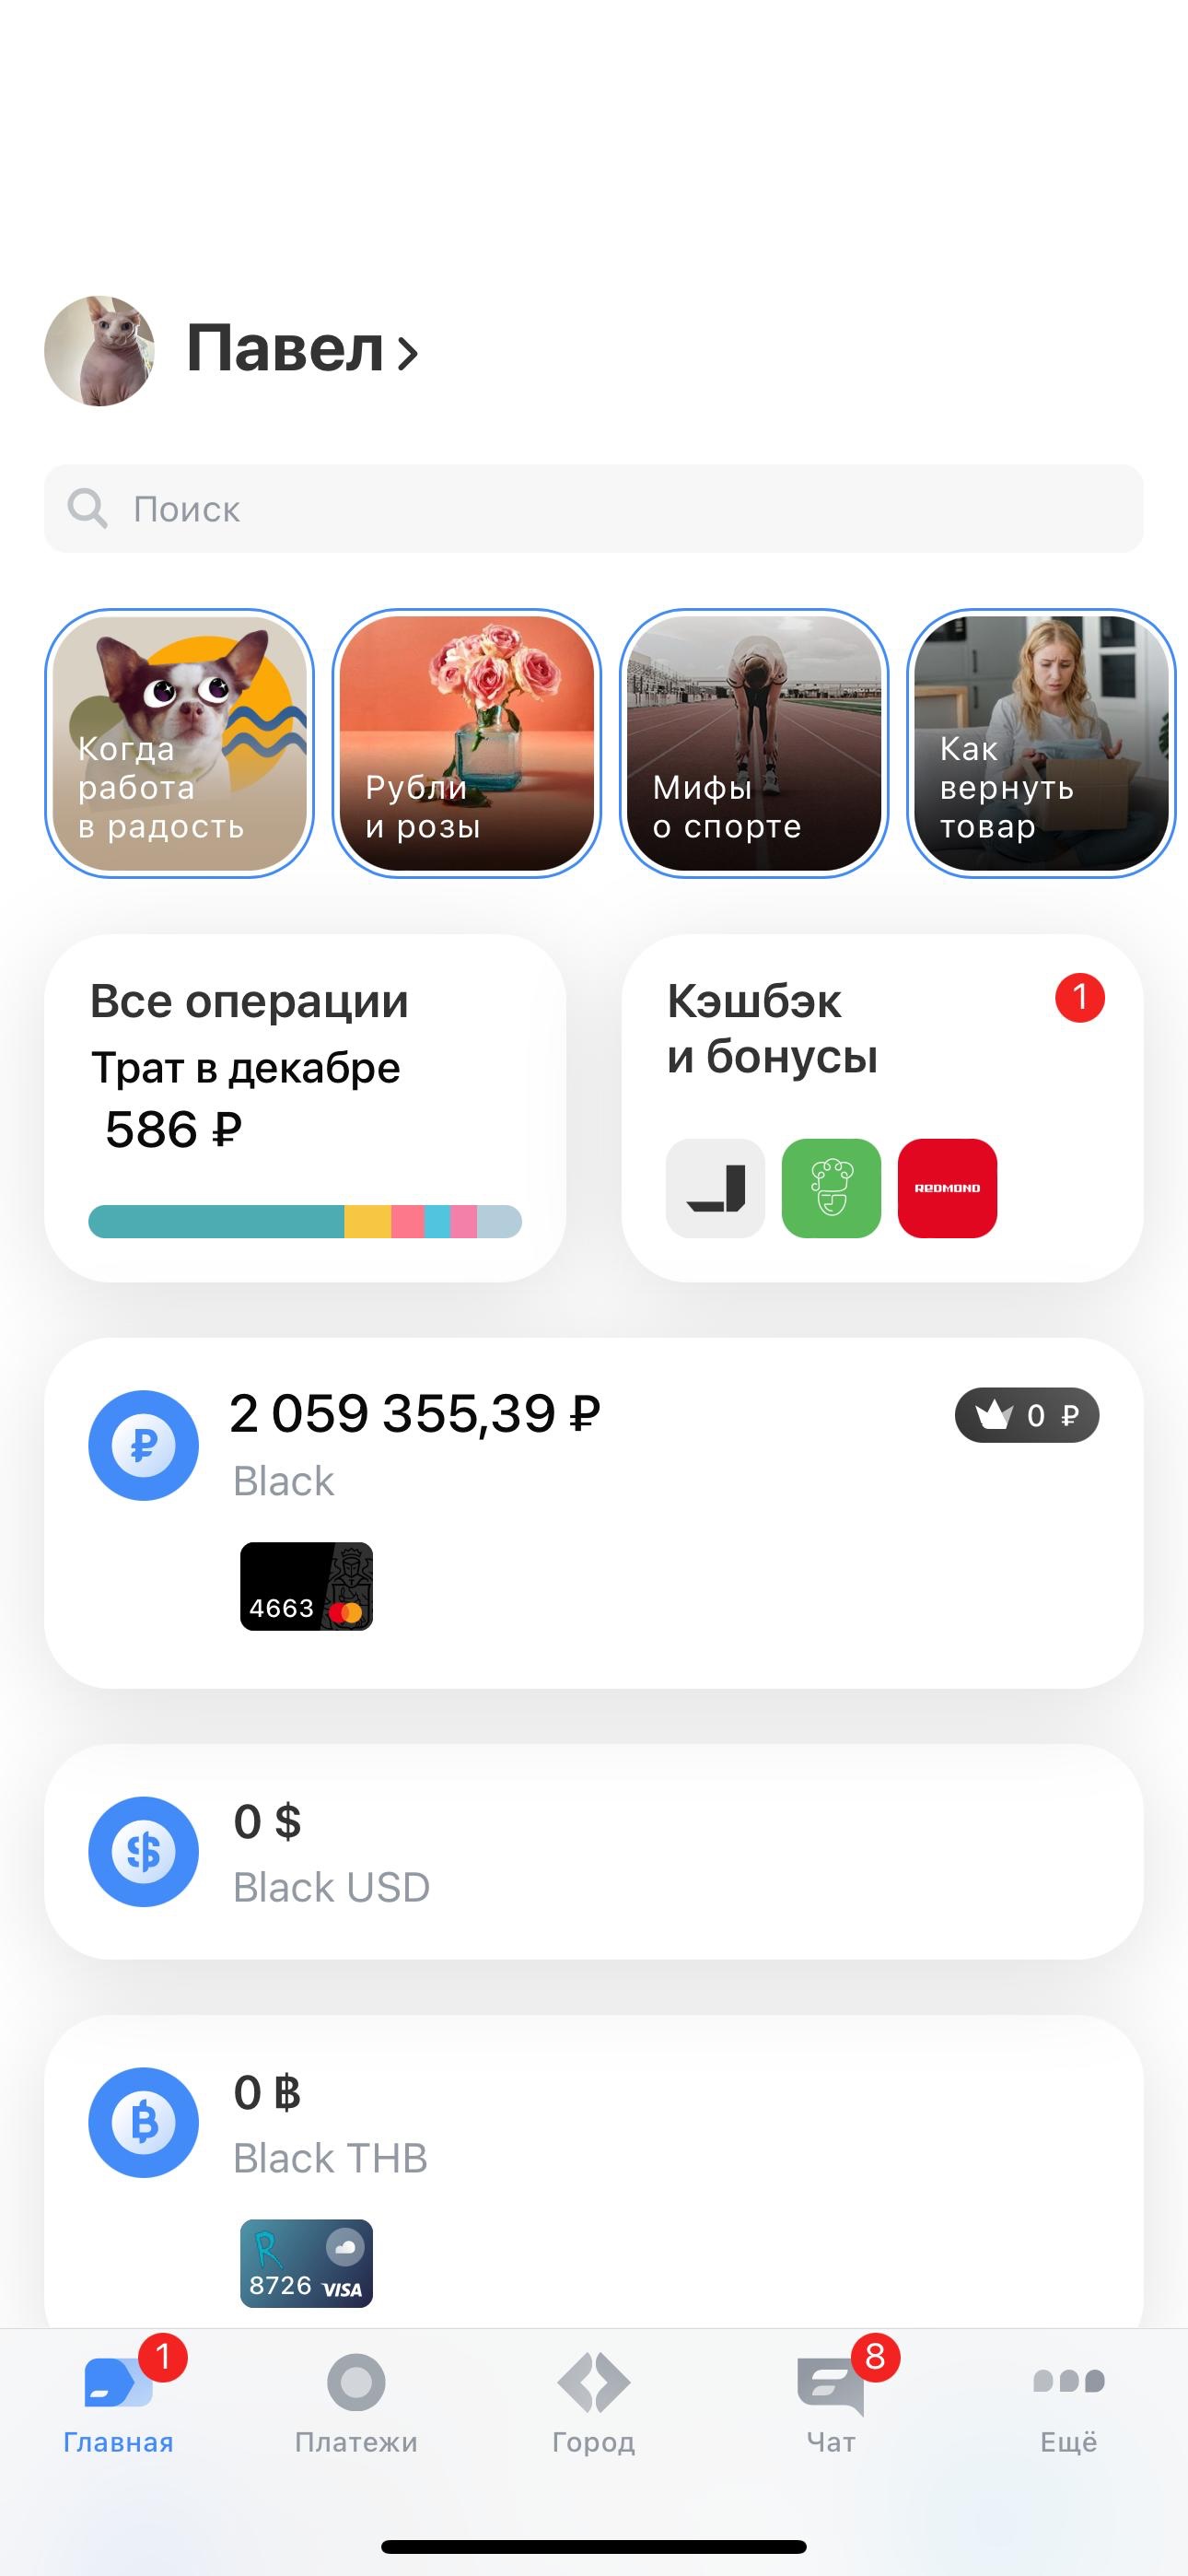 Павел
Поиск
Когда
работа
в радость
Рубли
и розы
Мифы
о спорте
Как
вернуть
товар
Все операции
Трат в декабре
586 ₽
Кэшбэк
и бонусы
1
REDMOND
2 059 355,39 ₽
0 ₽
Black
4663
0 $
Black USD
0 ฿
Black THB
R
8726 VISA
1
8
Главная
Платежи
Город
Чат
Ещё